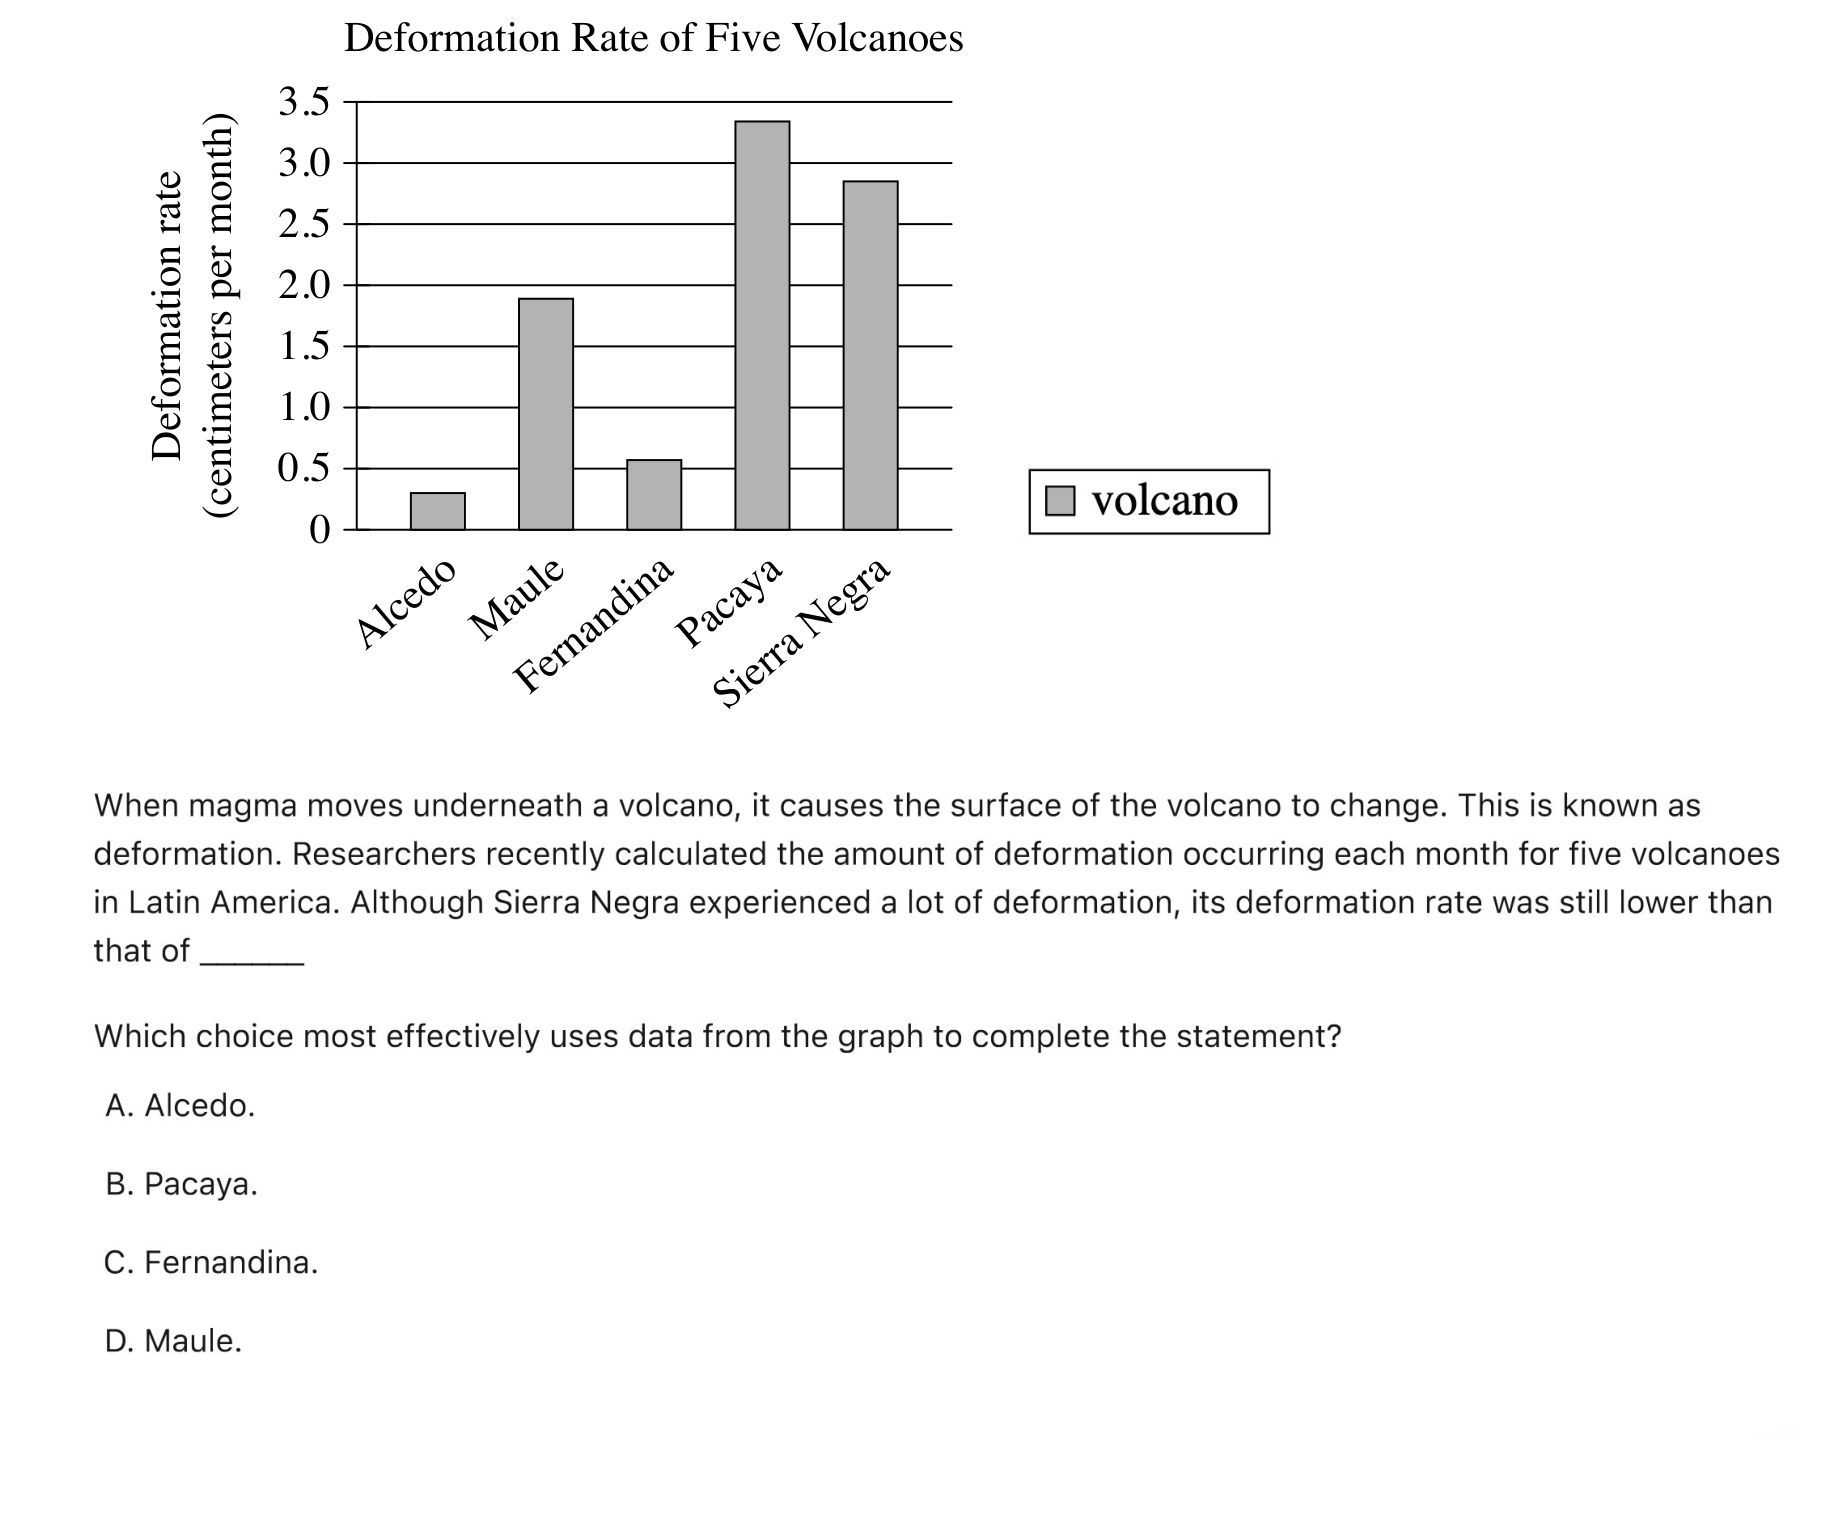 Deformation Rate of Five Volcanoes
Deformation rate
(centimeters per month)
3.5
3.0
2.5
2.0
1.5
1.0
0.5
0
Alcedo
Maule
Fernandina
Pacaya
Sierra Negra
volcano
When magma moves underneath a volcano, it causes the surface of the volcano to change. This is known as
deformation. Researchers recently calculated the amount of deformation occurring each month for five volcanoes
in Latin America. Although Sierra Negra experienced a lot of deformation, its deformation rate was still lower than
that of ______
Which choice most effectively uses data from the graph to complete the statement?
A. Alcedo.
B. Pacaya.
C. Fernandina.
D. Maule.